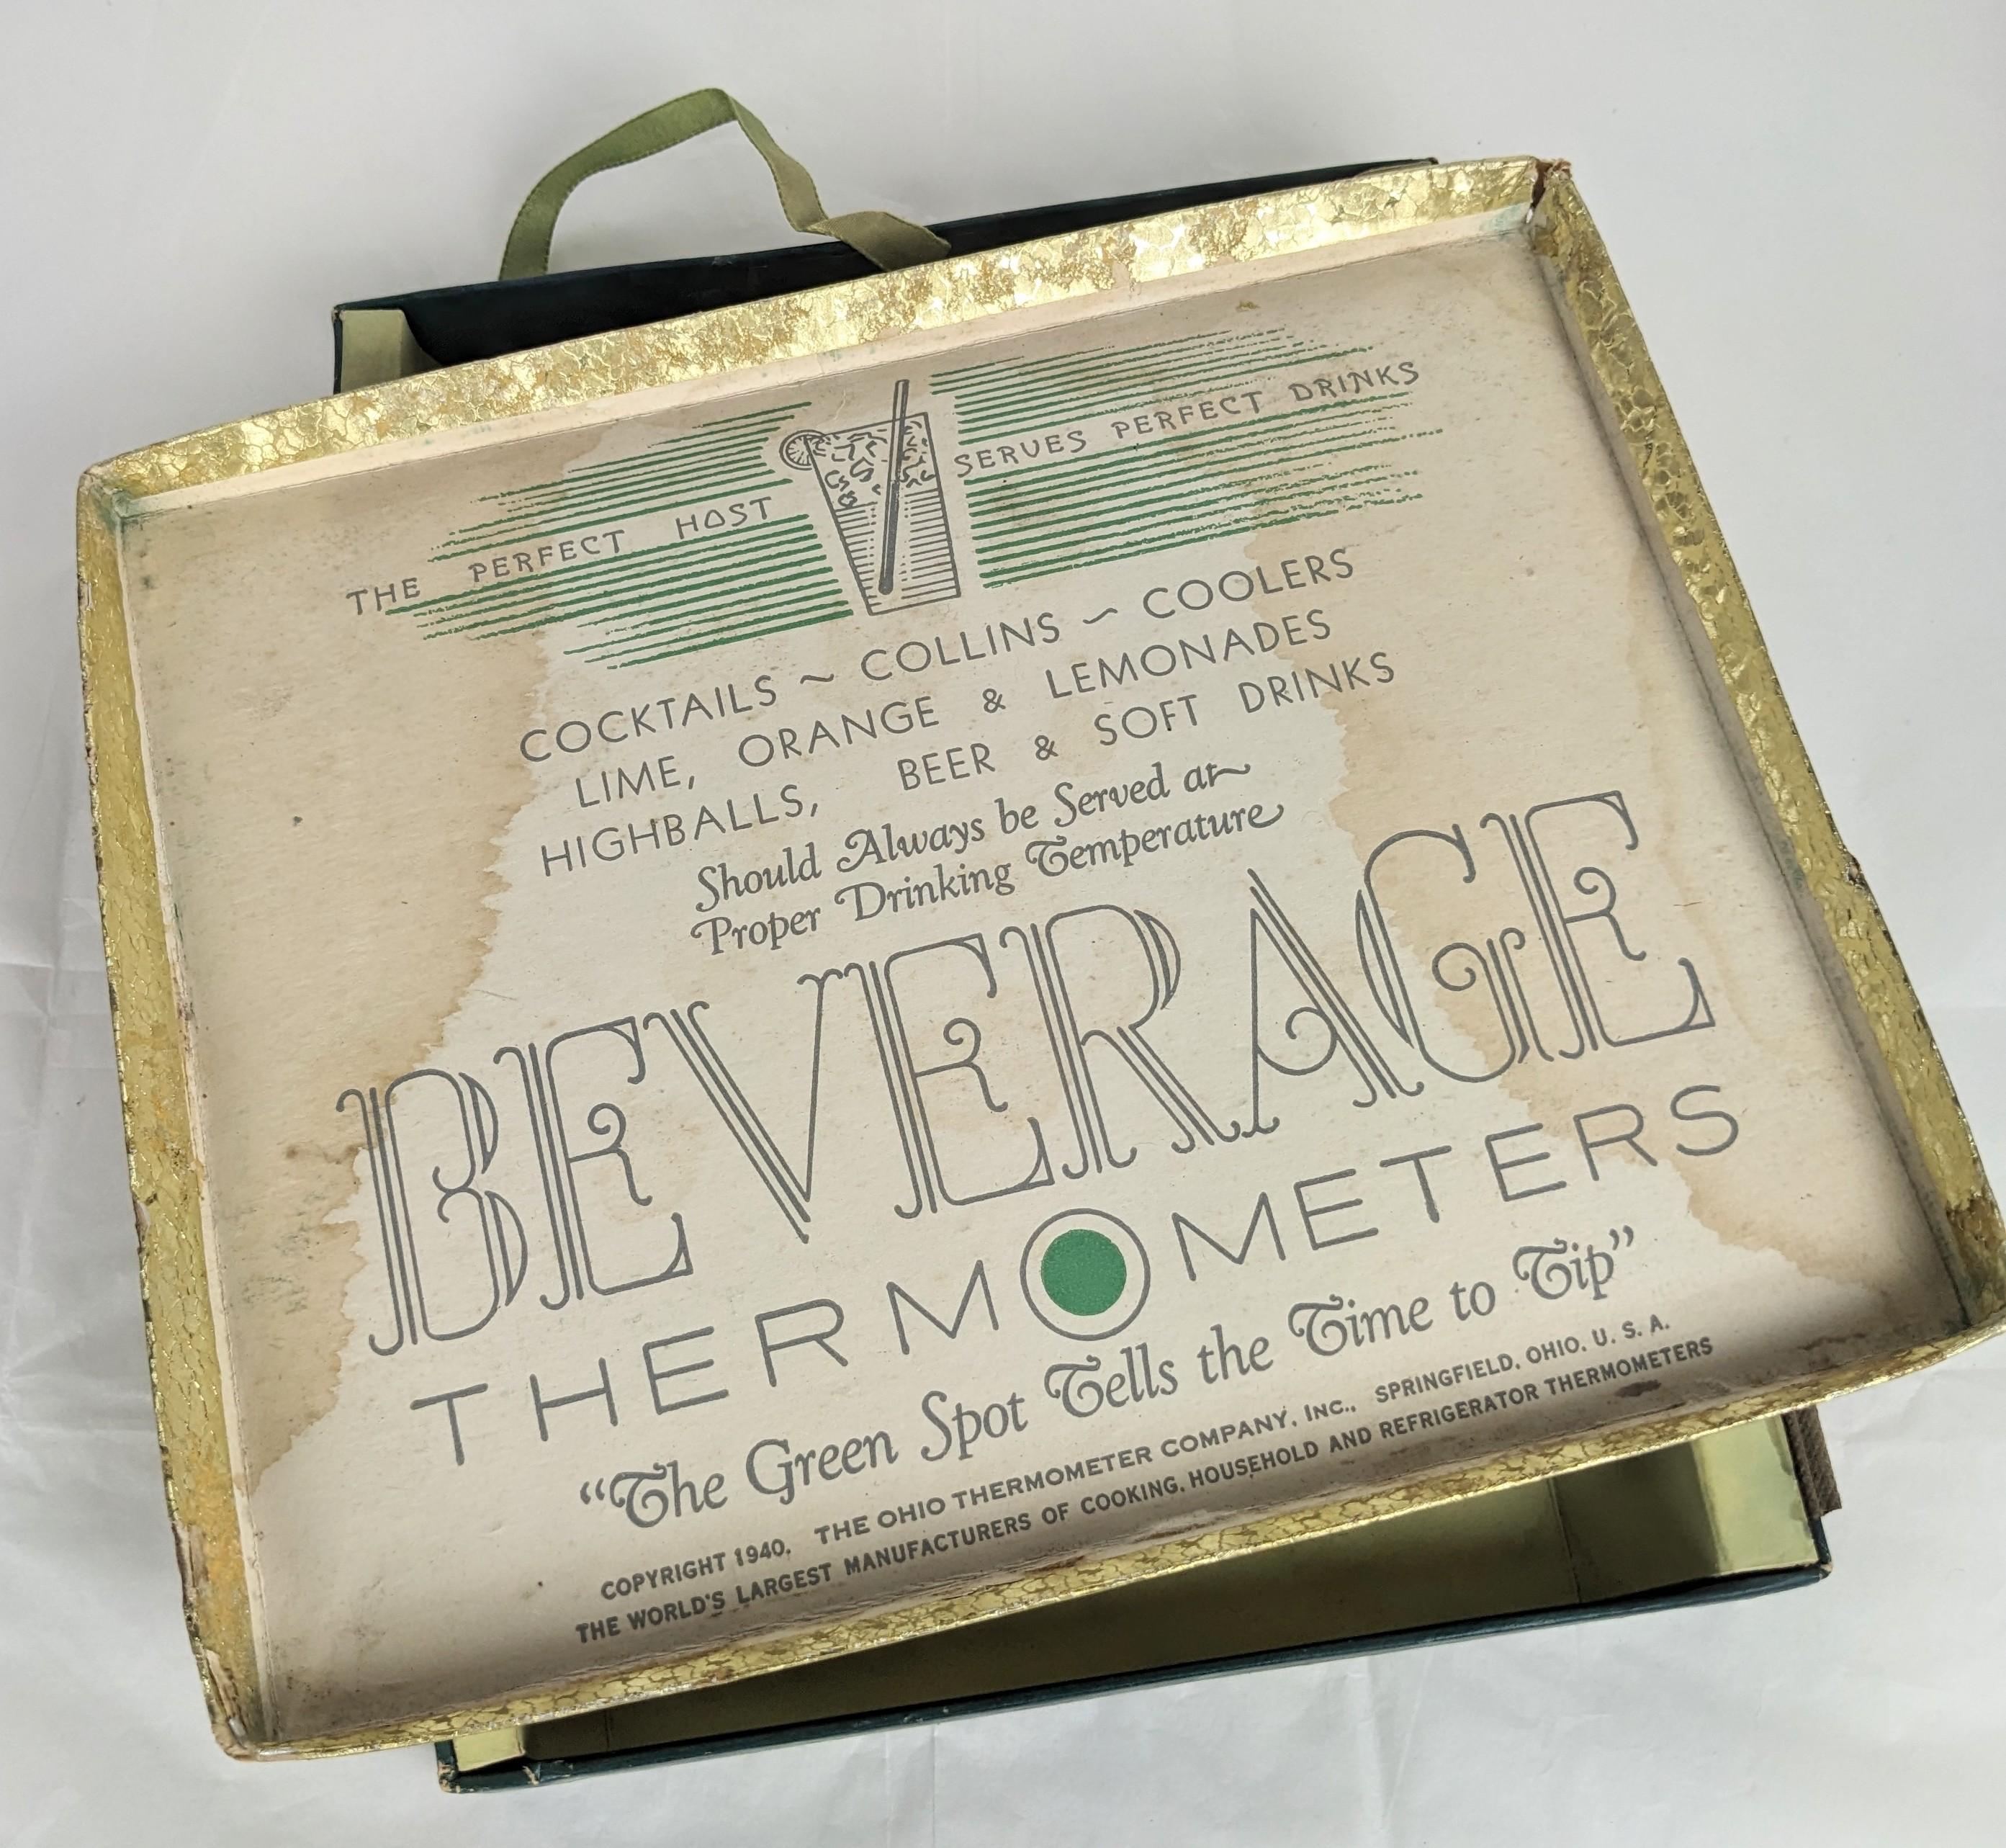 THE PERFECT HOST SERVES PERFECT DRINKS
COCKTAILS ~ COLLINS ~ COOLERS
LIME, ORANGE & LEMONADES
HIGHBALLS, BEER & SOFT DRINKS
Should Always be Served at
Proper Drinking Temperature
BEVERAGE
THERMOMETERS
"The Green Spot Tells the Time to Tip"
COPYRIGHT 1940, THE OHIO THERMOMETER COMPANY, INC., SPRINGFIELD, OHIO, U. S. A.
THE WORLD'S LARGEST MANUFACTURERS OF COOKING, HOUSEHOLD AND REFRIGERATOR THERMOMETERS